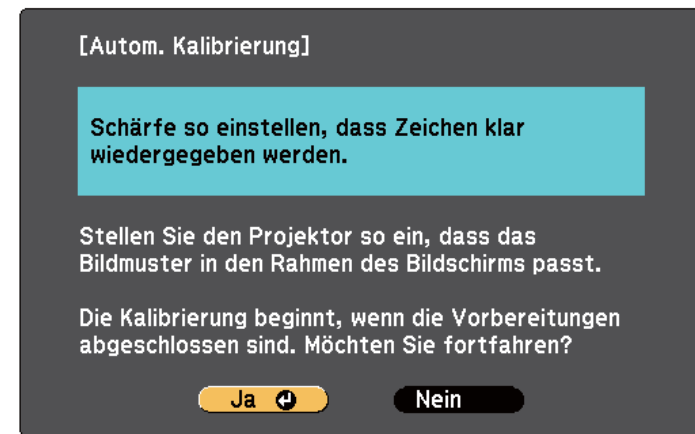 [Autom. Kalibrierung]
Schärfe so einstellen, dass Zeichen klar
wiedergegeben werden.
Stellen Sie den Projektor so ein, dass das
Bildmuster in den Rahmen des Bildschirms passt.
Die Kalibrierung beginnt, wenn die Vorbereitungen
abgeschlossen sind. Möchten Sie fortfahren?
Ja Nein